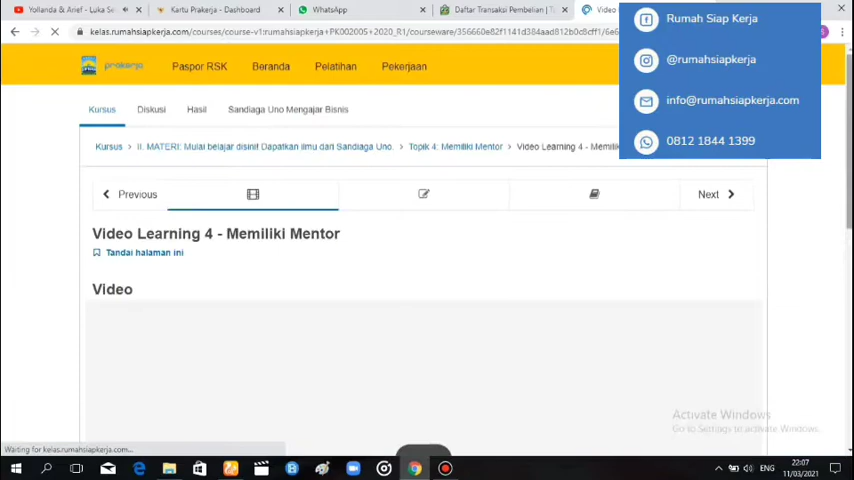 Yollanda & Arief - Luka Se
Kartu Prakerja - Dashboard
WhatsApp
Daftar Transaksi Pembelian | Ta
Video
kelas.rumahsiapkerja.com/courses/course-v1:rumahsiapkerja+PK00200S+2020_R1/courseware/356660e82f1141d384aad812b0c8cff1/6e6
Rumah Siap Kerja
@rumahsiapkerja
info@rumahsiapkerja.com
0812 1844 1399
prakerja
Paspor RSK
Beranda
Pelatihan
Pekerjaan
Kursus
Diskusi
Hasil
Sandiaga Uno Mengajar Bisnis
Kursus > II. MATERI: Mulai belajar disini! Dapatkan ilmu dari Sandiaga Uno. > Topik 4: Memiliki Mentor > Video Learning 4 - Memili
Previous
Next
Video Learning 4 - Memiliki Mentor
Tandai halaman ini
Video
Activate Windows
Go to Settings to activate Windows.
Waiting for kelas.rumahsiapkerja.com...
ENG
22:07
11/03/2021